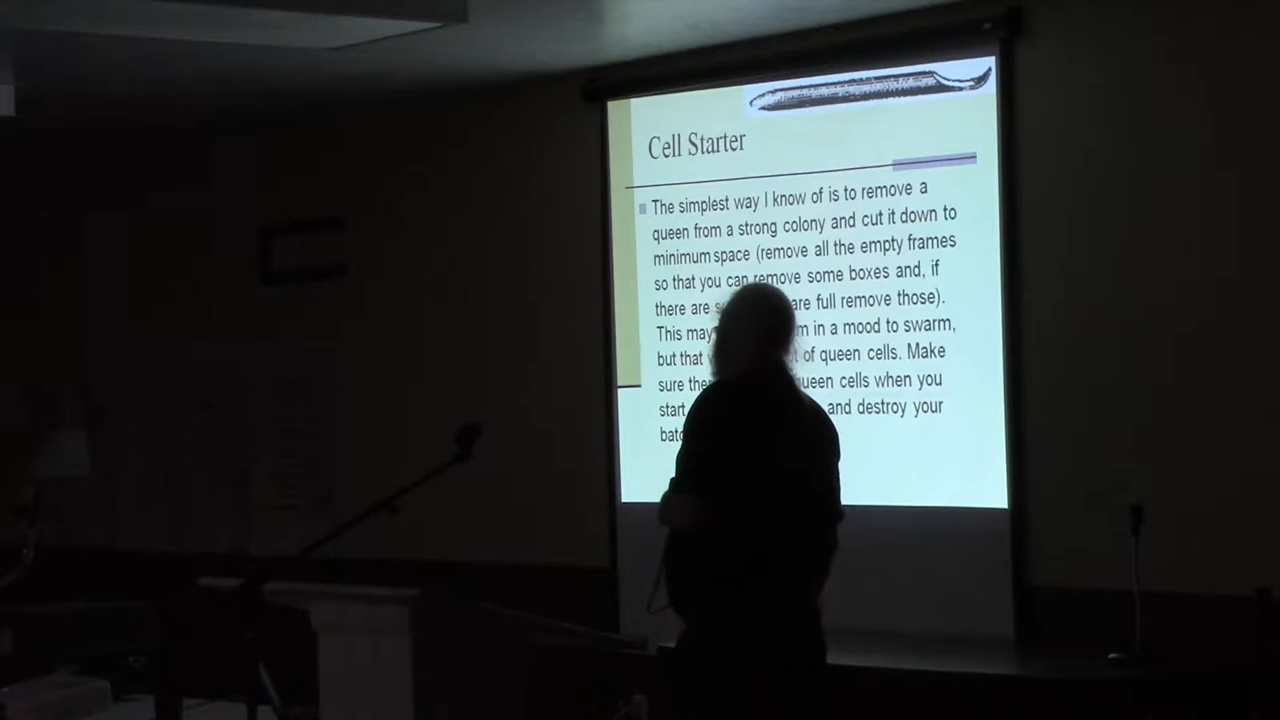 Cell Starter
The simplest way I know of is to remove a
queen from a strong colony and cut it down to
minimum space (remove all the empty frames
so that you can remove some boxes and, if
there are are full remove those).
This may in a mood to swarm,
but that of queen cells. Make
sure queen cells when you
start and destroy your